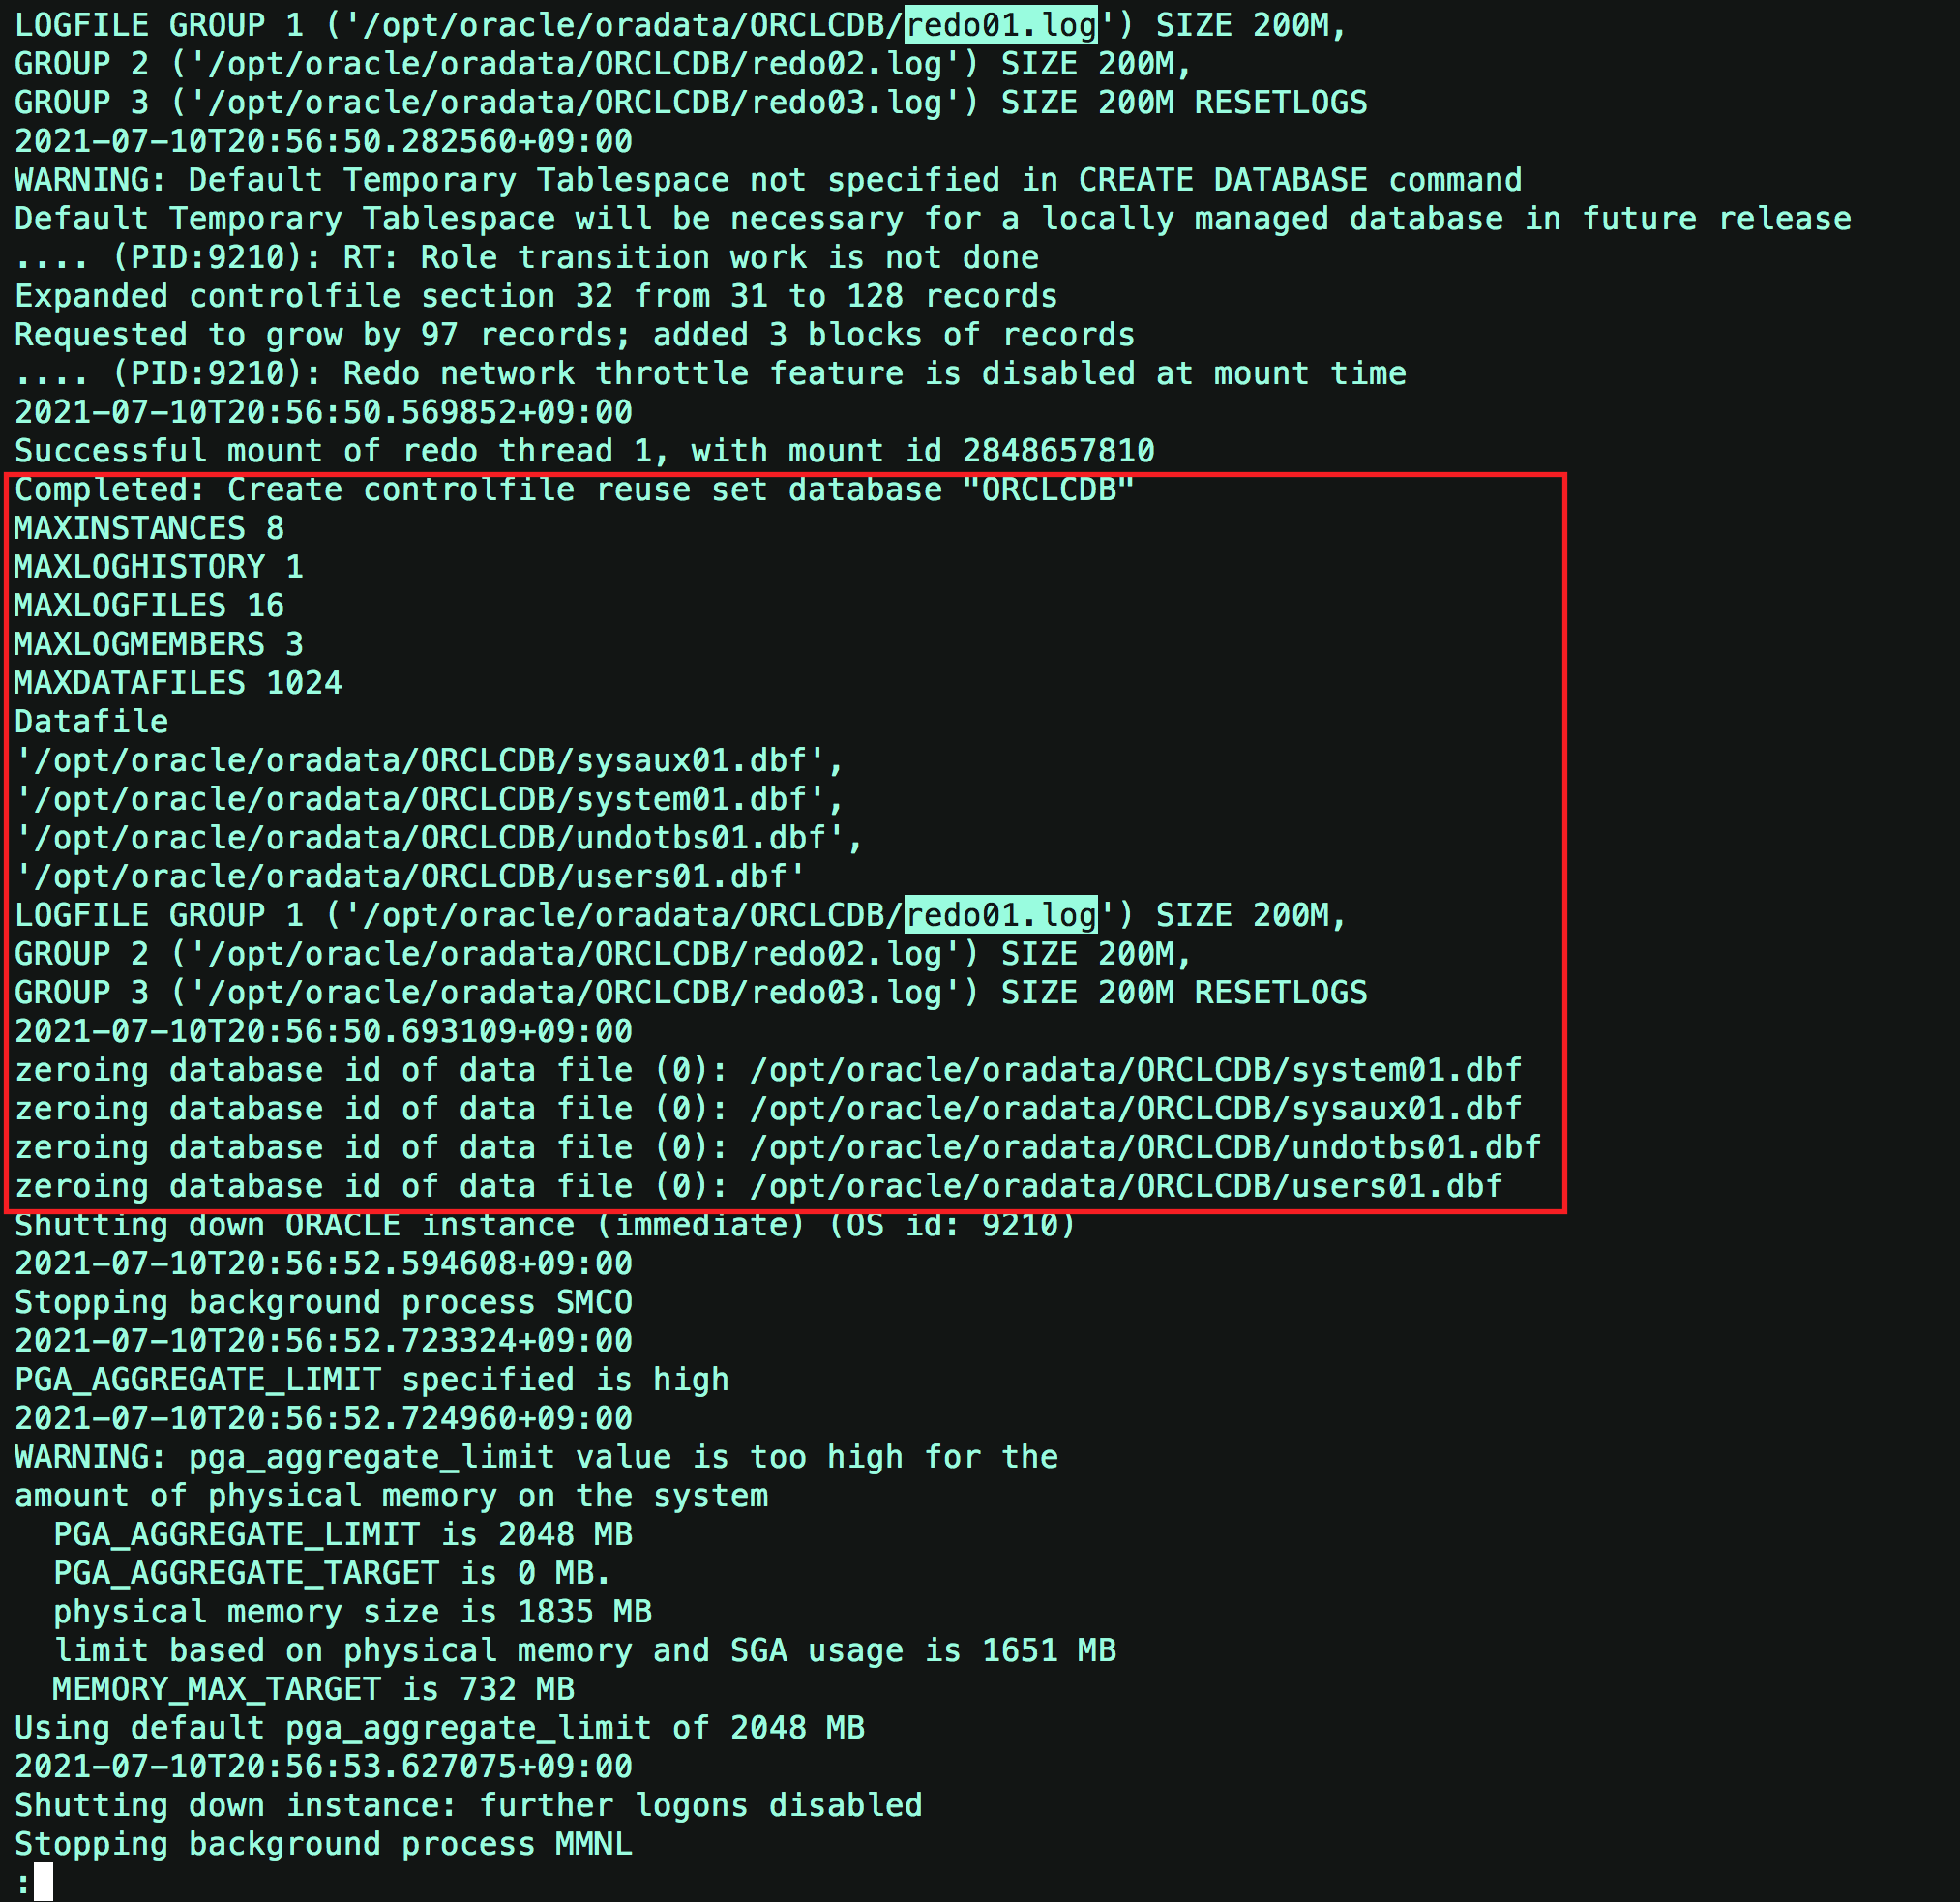 LOGFILE GROUP 1 ('/opt/oracle/oradata/ORCLCDB/redo01.log') SIZE 200M,
GROUP 2 ('/opt/oracle/oradata/ORCLCDB/redo02.log') SIZE 200M,
GROUP 3 ('/opt/oracle/oradata/ORCLCDB/redo03.log') SIZE 200M RESETLOGS
2021-07-10T20:56:50.282560+09:00
WARNING: Default Temporary Tablespace not specified in CREATE DATABASE command
Default Temporary Tablespace will be necessary for a locally managed database in future release
.... (PID:9210): RT: Role transition work is not done
Expanded controlfile section 32 from 31 to 128 records
Requested to grow by 97 records; added 3 blocks of records
.... (PID:9210): Redo network throttle feature is disabled at mount time
2021-07-10T20:56:50.569852+09:00
Successful mount of redo thread 1, with mount id 2848657810
Completed: Create controlfile reuse set database "ORCLCDB"
MAXINSTANCES 8
MAXLOGHISTORY 1
MAXLOGFILES 16
MAXLOGMEMBERS 3
MAXDATAFILES 1024
Datafile
'/opt/oracle/oradata/ORCLCDB/sysaux01.dbf',
'/opt/oracle/oradata/ORCLCDB/system01.dbf',
'/opt/oracle/oradata/ORCLCDB/undotbs01.dbf',
'/opt/oracle/oradata/ORCLCDB/users01.dbf'
LOGFILE GROUP 1 ('/opt/oracle/oradata/ORCLCDB/redo01.log') SIZE 200M,
GROUP 2 ('/opt/oracle/oradata/ORCLCDB/redo02.log') SIZE 200M,
GROUP 3 ('/opt/oracle/oradata/ORCLCDB/redo03.log') SIZE 200M RESETLOGS
2021-07-10T20:56:50.693109+09:00
zeroing database id of data file (0): /opt/oracle/oradata/ORCLCDB/system01.dbf
zeroing database id of data file (0): /opt/oracle/oradata/ORCLCDB/sysaux01.dbf
zeroing database id of data file (0): /opt/oracle/oradata/ORCLCDB/undotbs01.dbf
zeroing database id of data file (0): /opt/oracle/oradata/ORCLCDB/users01.dbf
Shutting down ORACLE instance (immediate) (OS id: 9210)
2021-07-10T20:56:52.594608+09:00
Stopping background process SMCO
2021-07-10T20:56:52.723324+09:00
PGA_AGGREGATE_LIMIT specified is high
2021-07-10T20:56:52.724960+09:00
WARNING: pga_aggregate_limit value is too high for the
amount of physical memory on the system
  PGA_AGGREGATE_LIMIT is 2048 MB
  PGA_AGGREGATE_TARGET is 0 MB.
  physical memory size is 1835 MB
  limit based on physical memory and SGA usage is 1651 MB
  MEMORY_MAX_TARGET is 732 MB
Using default pga_aggregate_limit of 2048 MB
2021-07-10T20:56:53.627075+09:00
Shutting down instance: further logons disabled
Stopping background process MMNL
: